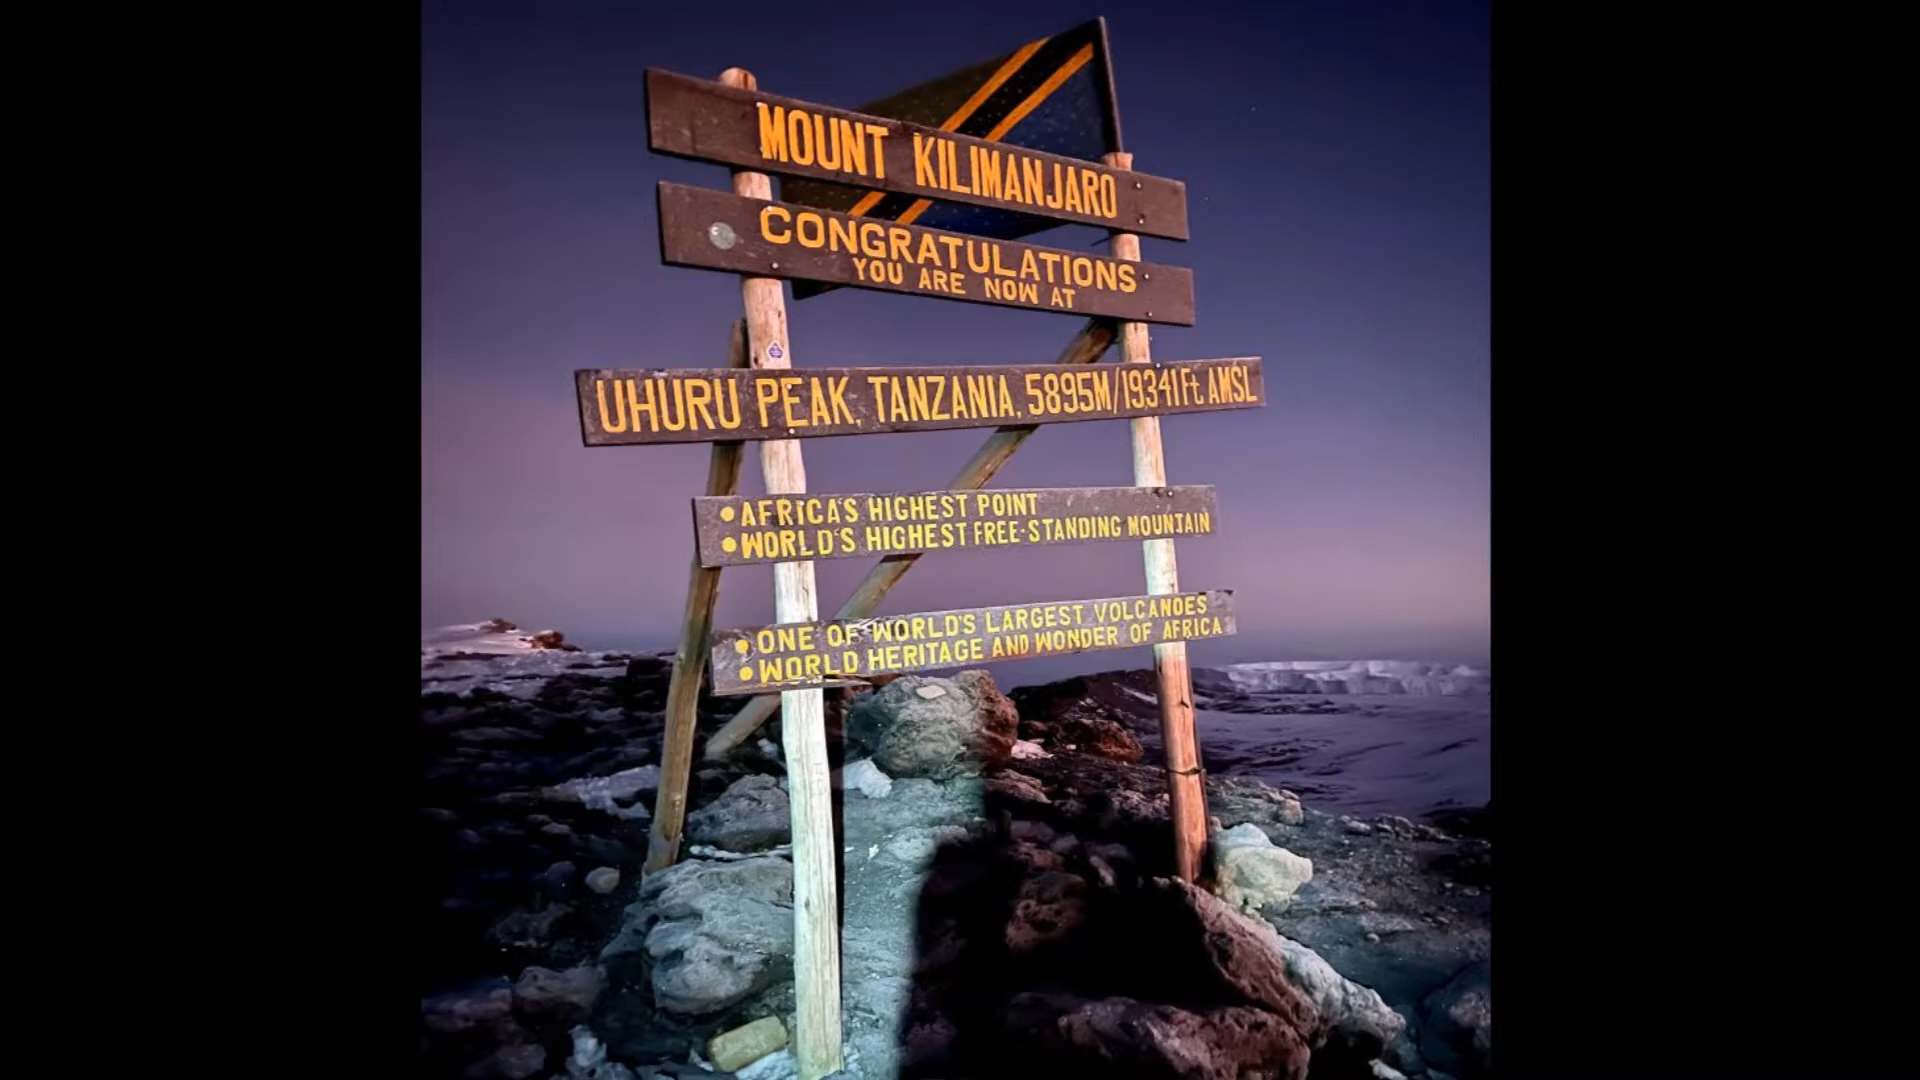 MOUNT KILIMANJARO
CONGRATULATIONS
YOU ARE NOW AT
UHURU PEAK, TANZANIA, 5895M/19341Ft AMSL
•AFRICA'S HIGHEST POINT
•WORLD'S HIGHEST FREE-STANDING MOUNTAIN
•ONE OF WORLD'S LARGEST VOLCANOES
•WORLD HERITAGE AND WONDER OF AFRICA